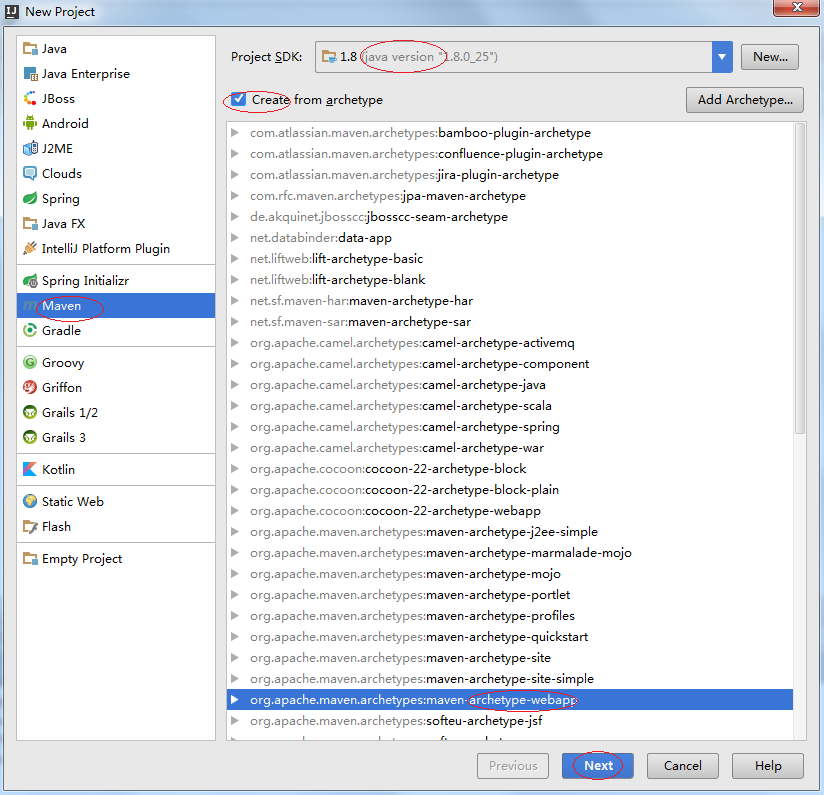 New Project
Java
Java Enterprise
JBoss
Android
J2ME
Clouds
Spring
Java FX
IntelliJ Platform Plugin
Spring Initializr
Maven
Gradle
Groovy
Griffon
Grails 1/2
Grails 3
Kotlin
Static Web
Flash
Empty Project
Project SDK: 1.8 (java version "1.8.0_25") New...
Create from archetype Add Archetype...
com.atlassian.maven.archetypes:bamboo-plugin-archetype
com.atlassian.maven.archetypes:confluence-plugin-archetype
com.atlassian.maven.archetypes:jira-plugin-archetype
com.rfc.maven.archetypes:jpa-maven-archetype
de.akquinet.jbosscc:jbosscc-seam-archetype
net.databinder:data-app
net.liftweb:lift-archetype-basic
net.liftweb:lift-archetype-blank
net.sf.maven-har:maven-archetype-har
net.sf.maven-sar:maven-archetype-sar
org.apache.camel.archetypes:camel-archetype-activemq
org.apache.camel.archetypes:camel-archetype-component
org.apache.camel.archetypes:camel-archetype-java
org.apache.camel.archetypes:camel-archetype-scala
org.apache.camel.archetypes:camel-archetype-spring
org.apache.camel.archetypes:camel-archetype-war
org.apache.cocoon:cocoon-22-archetype-block
org.apache.cocoon:cocoon-22-archetype-block-plain
org.apache.cocoon:cocoon-22-archetype-webapp
org.apache.maven.archetypes:maven-archetype-j2ee-simple
org.apache.maven.archetypes:maven-archetype-marmalade-mojo
org.apache.maven.archetypes:maven-archetype-mojo
org.apache.maven.archetypes:maven-archetype-portlet
org.apache.maven.archetypes:maven-archetype-profiles
org.apache.maven.archetypes:maven-archetype-quickstart
org.apache.maven.archetypes:maven-archetype-site
org.apache.maven.archetypes:maven-archetype-site-simple
org.apache.maven.archetypes:maven-archetype-webapp
org.apache.maven.archetypes:softeu-archetype-jsf
Previous Next Cancel Help